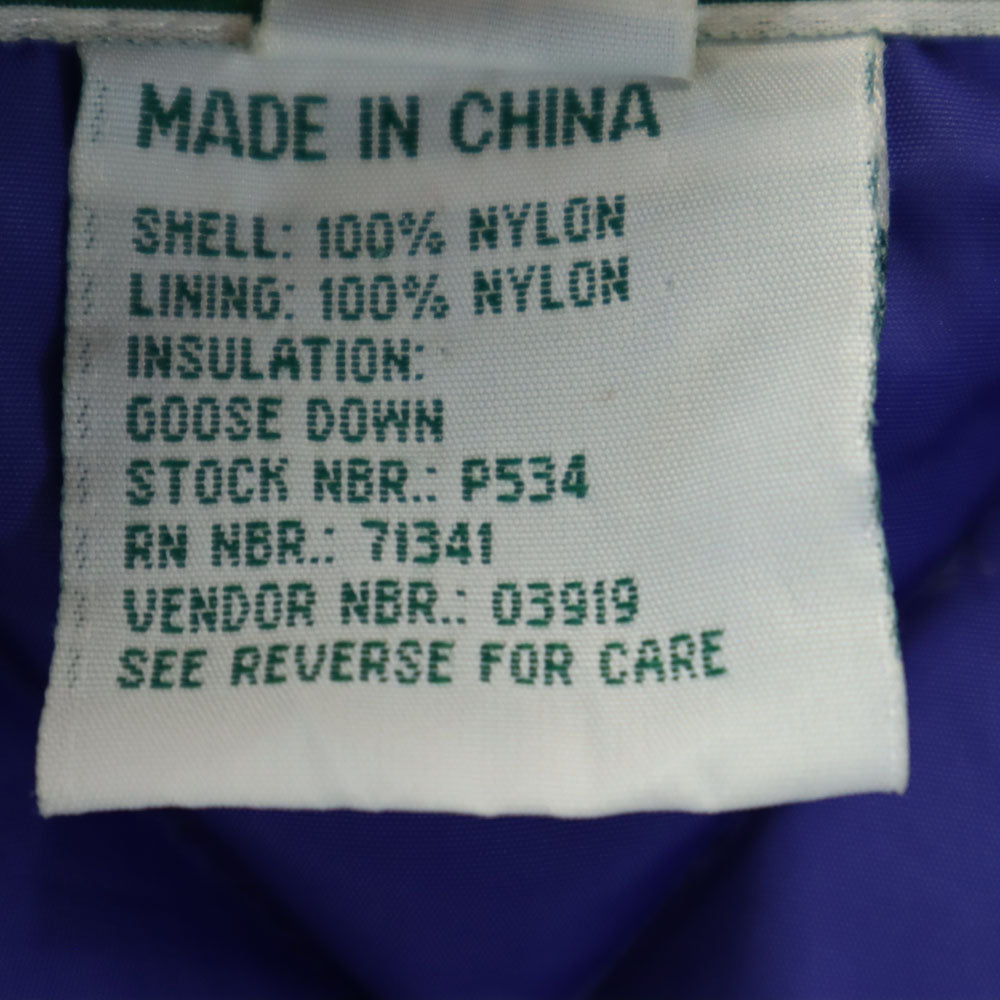 MADE IN CHINA
SHELL: 100% NYLON
LINING: 100% NYLON
INSULATION:
GOOSE DOWN
STOCK NBR.: P534
RN NBR.: 71341
VENDOR NBR.: 03919
SEE REVERSE FOR CARE